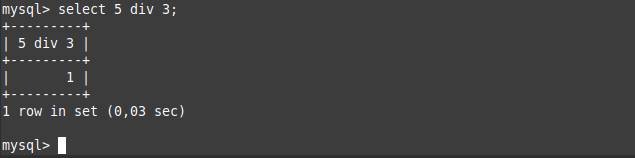 mysql> select 5 div 3;
+---------+
| 5 div 3 |
+---------+
|       1 |
+---------+
1 row in set (0,03 sec)
mysql>